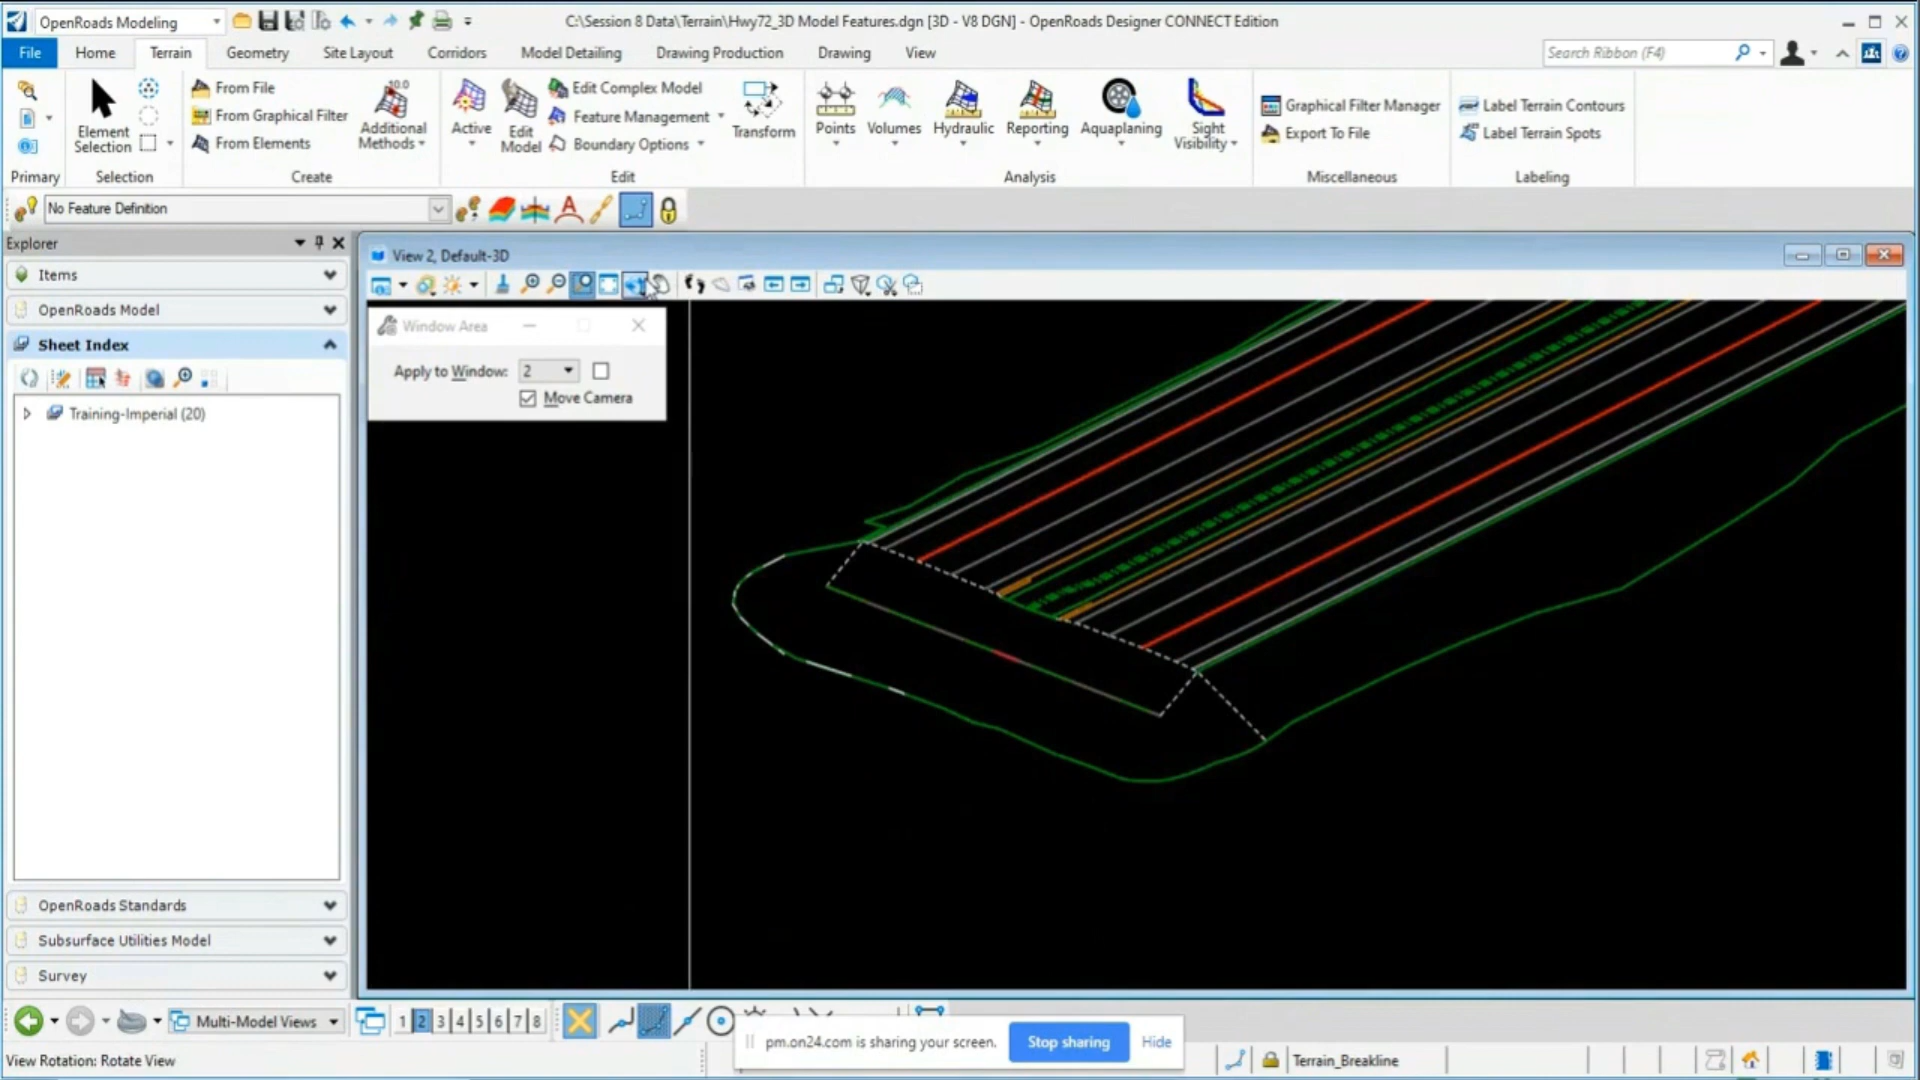 OpenRoads Modeling
C:\Session 8 Data\Terrain\Hwy72_3D Model Features.dgn [3D - V8 DGN] - OpenRoads Designer CONNECT Edition
File Home Terrain Geometry Site Layout Corridors Model Detailing Drawing Production Drawing View
Search Ribbon (F4)
Element Selection
From File
From Graphical Filter
From Elements
10.0
Additional Methods
Active
Edit Model
Edit Complex Model
Feature Management
Boundary Options
Transform
Points
Volumes
Hydraulic
Reporting
Aquaplaning
Sight Visibility
Graphical Filter Manager
Export To File
Label Terrain Contours
Label Terrain Spots
Primary Selection Create Edit Analysis Miscellaneous Labeling
No Feature Definition
Explorer
Items
OpenRoads Model
Sheet Index
Training-Imperial (20)
OpenRoads Standards
Subsurface Utilities Model
Survey
View 2, Default-3D
Window Area
Apply to Window: 2
Move Camera
Multi-Model Views
1 2 3 4 5 6 7 8
pm.on24.com is sharing your screen.
Stop sharing
Hide
View Rotation: Rotate View
Terrain_Breakline